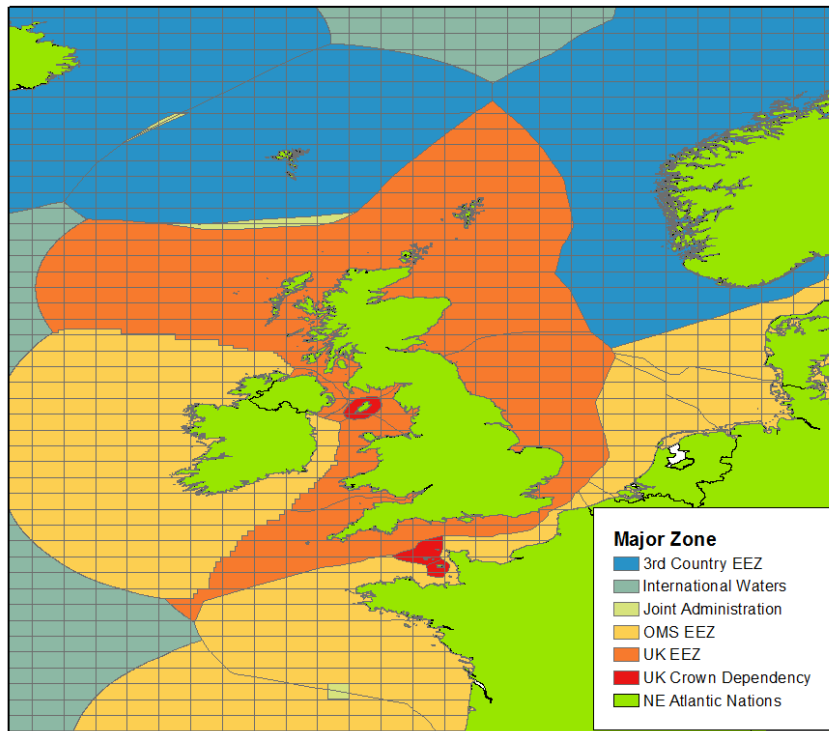 Major Zone
3rd Country EEZ
International Waters
Joint Administration
OMS EEZ
UK EEZ
UK Crown Dependency
NE Atlantic Nations